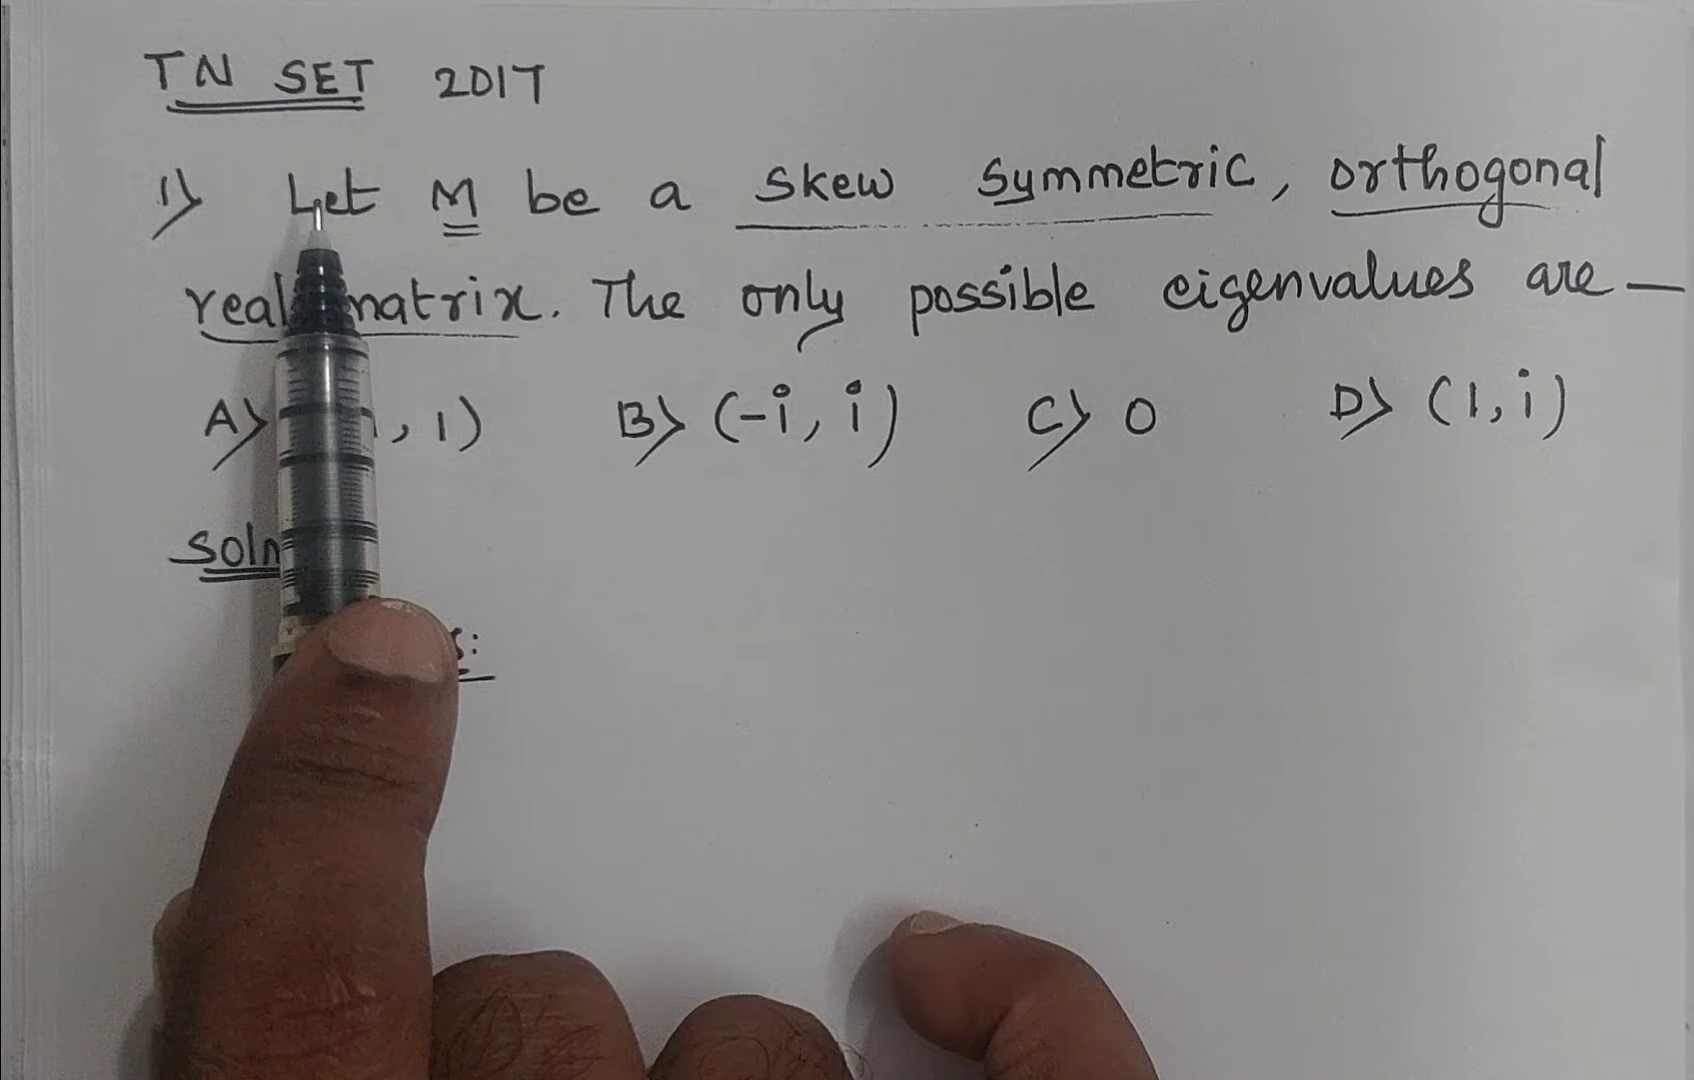 TN SET 2017
1) Let M be a skew symmetric, orthogonal
real matrix. The only possible eigenvalues are —
A) , 1) B) (-i, i) C) 0 D) (1, i)
Soln